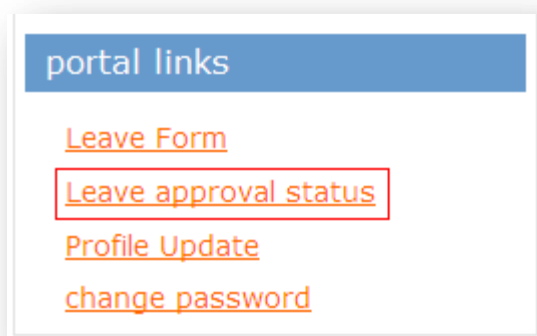 portal links
Leave Form
Leave approval status
Profile Update
change password